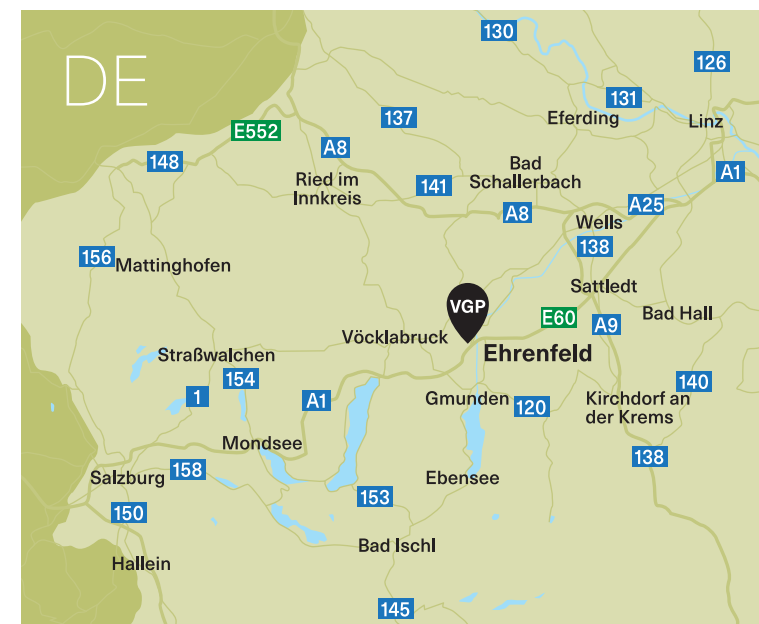 130
DE
126
131
137
Eferding
Linz
E552
A8
148
Bad
Schallerbach
A1
Ried im
Innkreis
141
A25
A8
Wells
138
156
Mattinghofen
Sattledt
VGP
E60
A9
Bad Hall
Vöcklabruck
Ehrenfeld
Straßwalchen
154
140
1
A1
Gmunden
120
Kirchdorf an
der Krems
Mondsee
138
Salzburg
158
Ebensee
153
150
Bad Ischl
Hallein
145